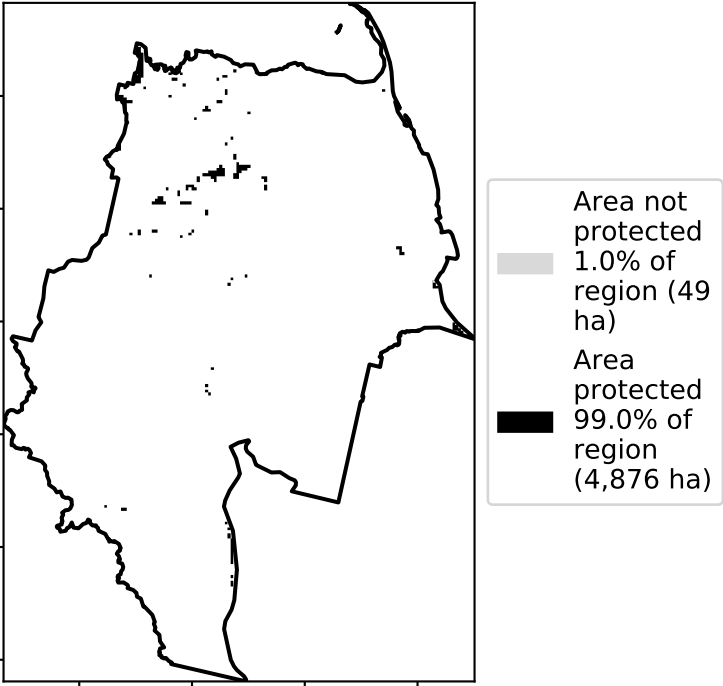 Area not
protected
1.0% of
region (49
ha)
Area
protected
99.0% of
region
(4,876 ha)